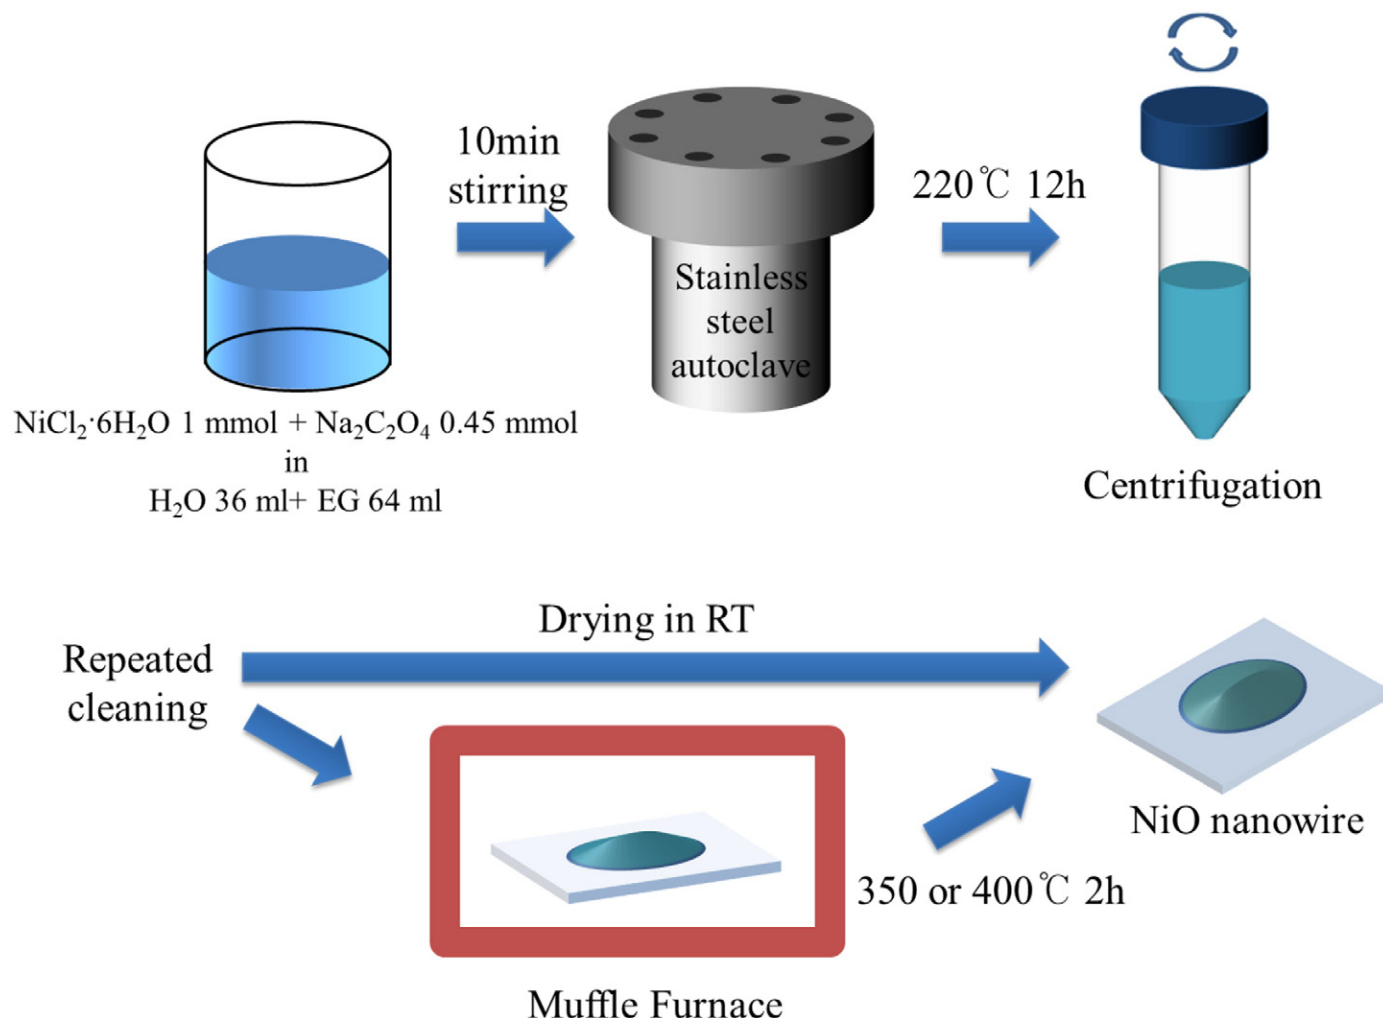 10min
stirring
220℃ 12h
Stainless
steel
autoclave
NiCl₂·6H₂O 1 mmol + Na₂C₂O₄ 0.45 mmol
in
H₂O 36 ml+ EG 64 ml
Centrifugation
Drying in RT
Repeated
cleaning
NiO nanowire
350 or 400℃ 2h
Muffle Furnace